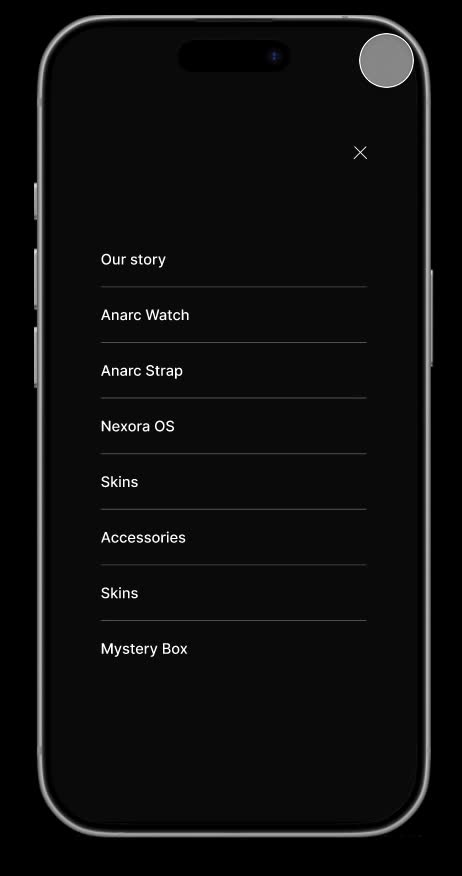 Our story
Anarc Watch
Anarc Strap
Nexora OS
Skins
Accessories
Skins
Mystery Box